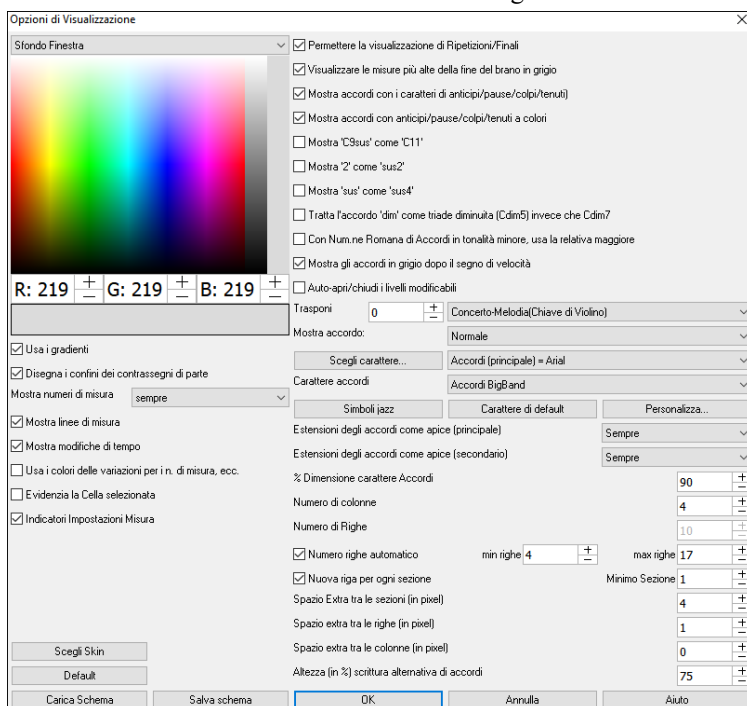 Opzioni di Visualizzazione
Sfondo Finestra
R: 219 G: 219 B: 219
Usa i gradienti
Disegna i confini dei contrassegni di parte
Mostra numeri di misura sempre
Mostra linee di misura
Mostra modifiche di tempo
Usa i colori delle variazioni per i n. di misura, ecc.
Evidenzia la Cella selezionata
Indicatori Impostazioni Misura
Scegli Skin
Default
Carica Schema Salva schema
Permettere la visualizzazione di Ripetizioni/Finali
Visualizzare le misure più alte della fine del brano in grigio
Mostra accordi con i caratteri di anticipi/pause/colpi/tenuti)
Mostra accordi con anticipi/pause/colpi/tenuti a colori
Mostra 'C9sus' come 'C11'
Mostra '2' come 'sus2'
Mostra 'sus' come 'sus4'
Tratta l'accordo 'dim' come triade diminuita (Cdim5) invece che Cdim7
Con Num.ne Romana di Accordi in tonalità minore, usa la relativa maggiore
Mostra gli accordi in grigio dopo il segno di velocità
Auto-apri/chiudi i livelli modificabili
Trasponi 0 Concerto-Melodia(Chiave di Violino)
Mostra accordo: Normale
Scegli carattere... Accordi (principale) = Arial
Carattere accordi Accordi BigBand
Simboli jazz Carattere di default Personalizza...
Estensioni degli accordi come apice (principale) Sempre
Estensioni degli accordi come apice (secondario) Sempre
% Dimensione carattere Accordi 90
Numero di colonne 4
Numero di Righe 10
Numero righe automatico min righe 4 max righe 17
Nuova riga per ogni sezione Minimo Sezione 1
Spazio Extra tra le sezioni (in pixel) 4
Spazio extra tra le righe (in pixel) 1
Spazio extra tra le colonne (in pixel) 0
Altezza (in %) scrittura alternativa di accordi 75
OK Annulla Aiuto